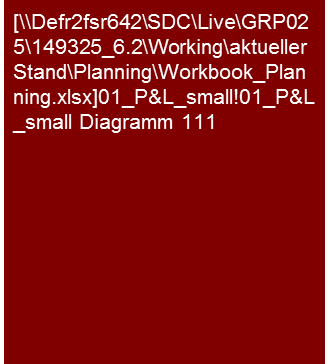 [\\Defr2fsr642\SDC\Live\GRP02
5\149325_6.2\Working\aktueller
Stand\Planning\Workbook_Plan
ning.xlsx]01_P&L_small!01_P&L
_small Diagramm 111